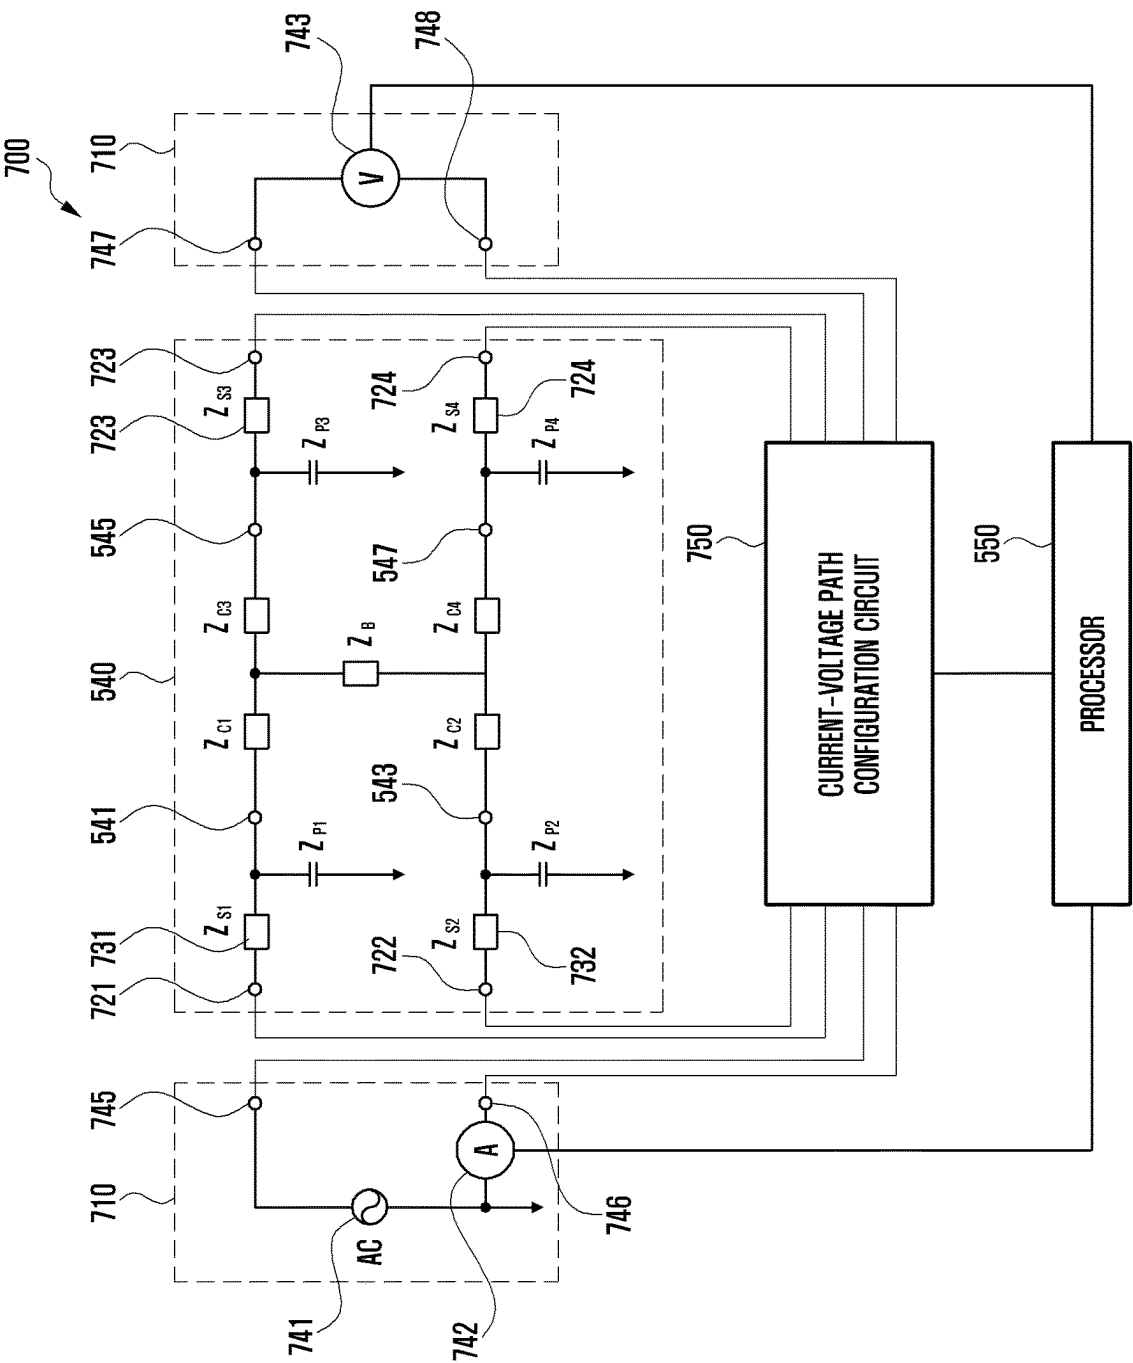 700
710
743
748
747
V
723
724
723
Z S3
724
Z S4
Z P3
Z P4
545
547
Z C3
Z C4
Z B
540
Z C1
Z C2
541
543
Z P1
Z P2
731
Z S1
732
Z S2
721
722
745
746
A
710
AC
741
742
750
CURRENT-VOLTAGE PATH
CONFIGURATION CIRCUIT
550
PROCESSOR